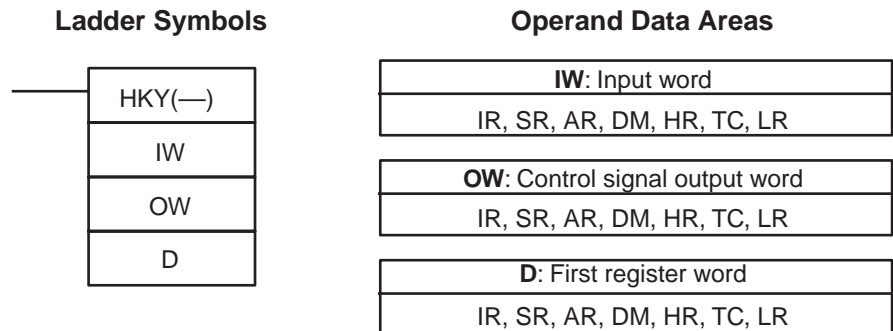 Ladder Symbols
HKY(—)
IW
OW
D
Operand Data Areas
IW: Input word
IR, SR, AR, DM, HR, TC, LR
OW: Control signal output word
IR, SR, AR, DM, HR, TC, LR
D: First register word
IR, SR, AR, DM, HR, TC, LR